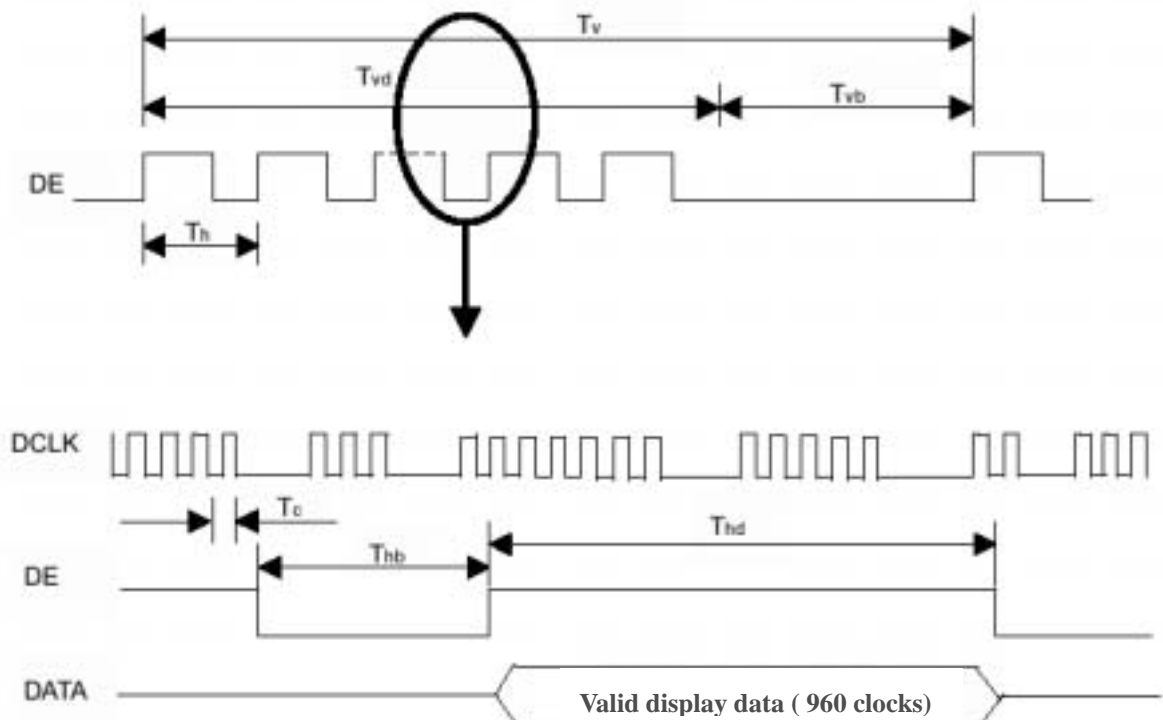 Tv
Tvd
Tvb
DE
Th
DCLK
Tc
Thd
Thb
DE
DATA
Valid display data ( 960 clocks)